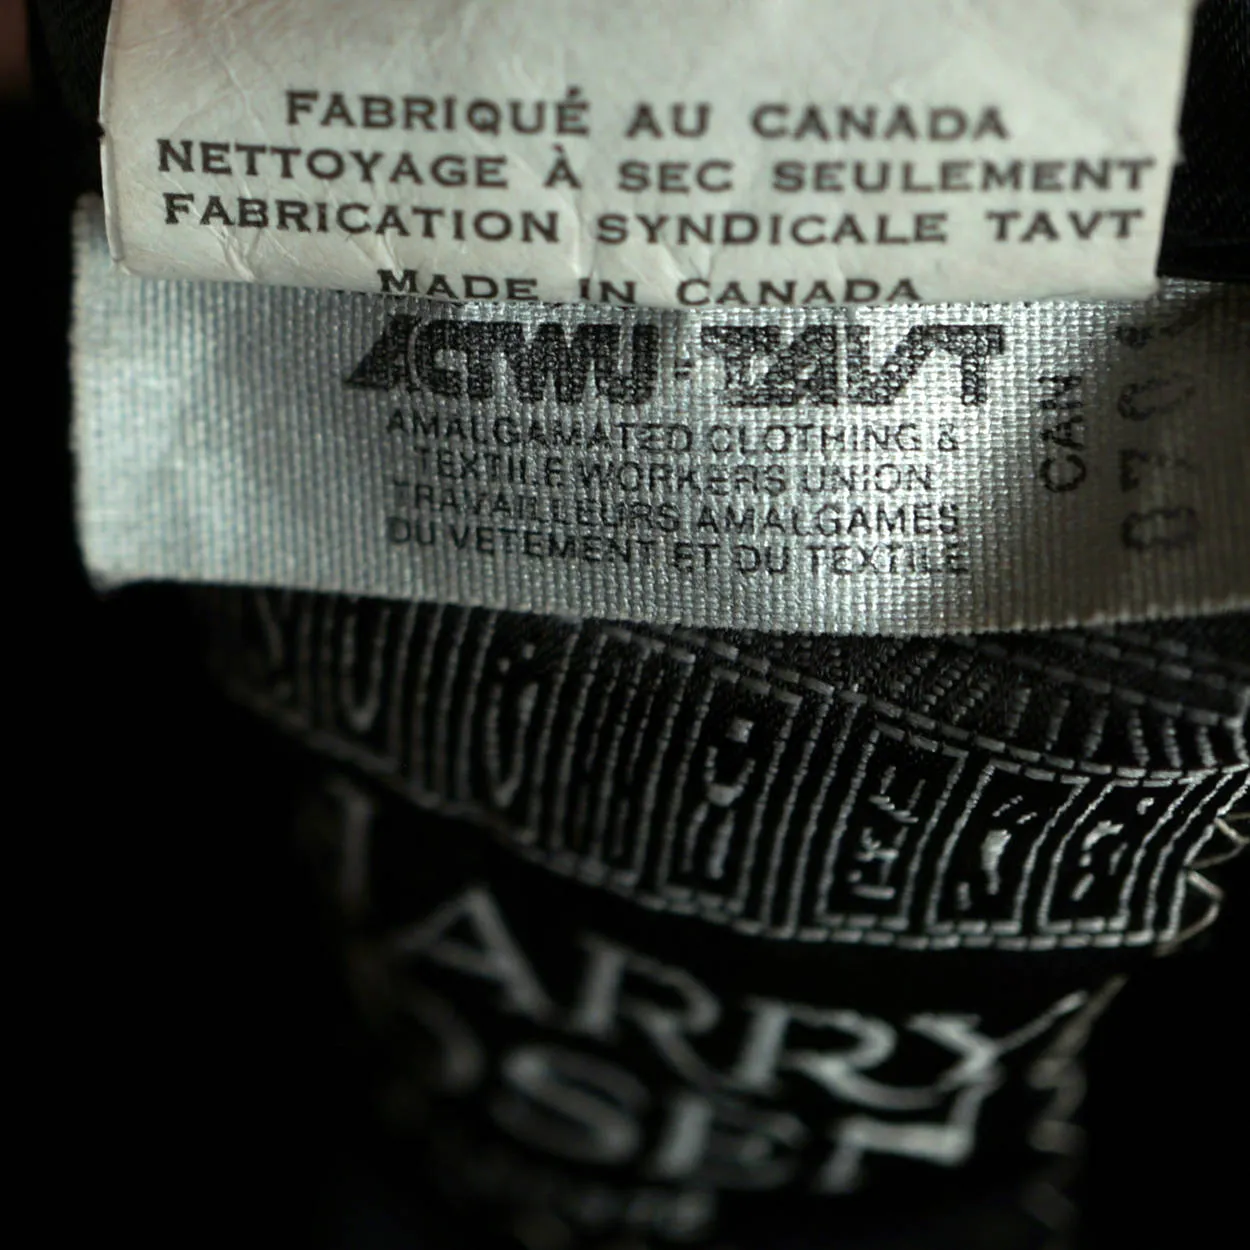 FABRIQUÉ AU CANADA
NETTOYAGE À SEC SEULEMENT
FABRICATION SYNDICALE TAVT
MADE IN CANADA
ACTWU-TAVT
AMALGAMATED CLOTHING &
TEXTILE WORKERS UNION
TRAVAILLEURS AMALGAMES
DU VETEMENT ET DU TEXTILE
CAN